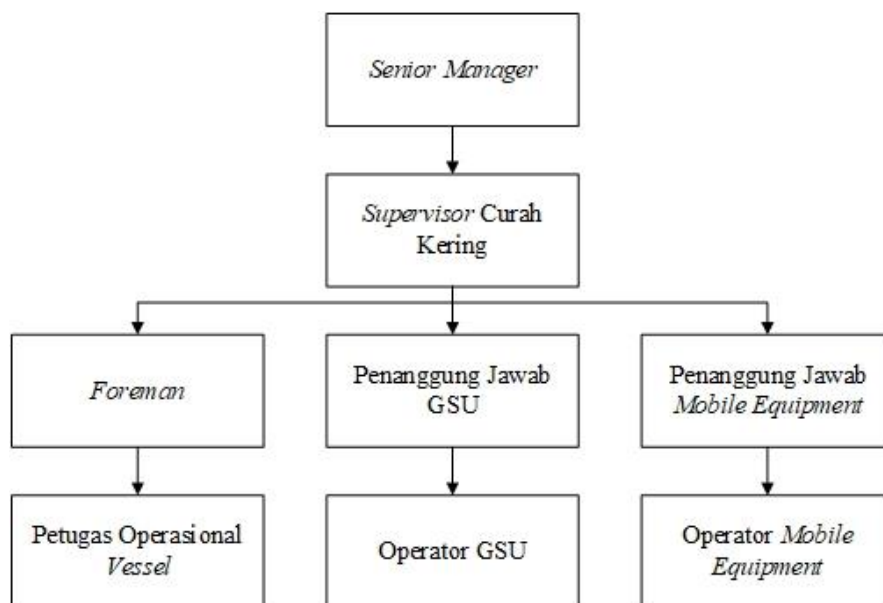 Senior Manager
Supervisor Curah
Kering
Foreman
Penanggung Jawab
GSU
Penanggung Jawab
Mobile Equipment
Petugas Operasional
Vessel
Operator GSU
Operator Mobile
Equipment